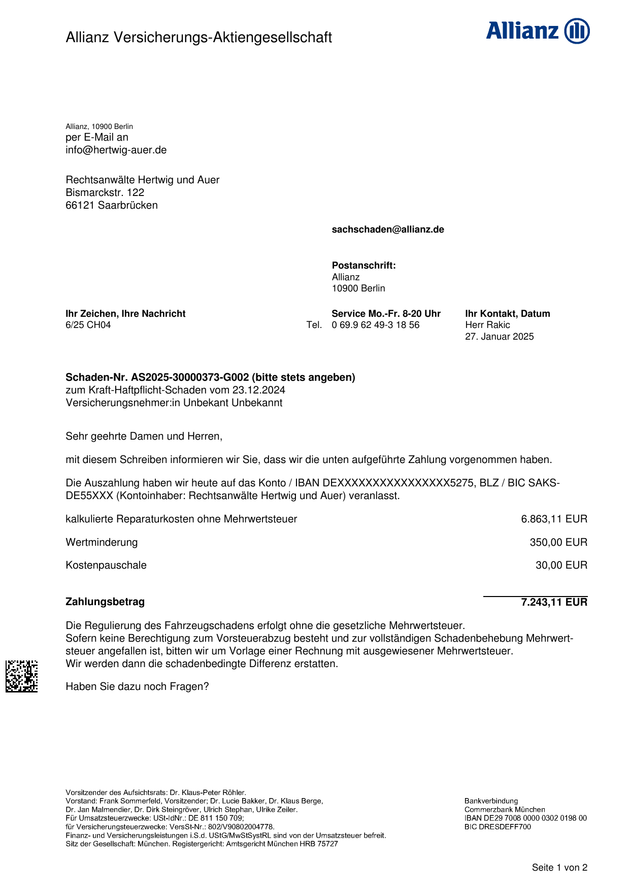 Allianz Versicherungs-Aktiengesellschaft
Allianz
Allianz, 10900 Berlin
per E-Mail an
info@hertwig-auer.de
Rechtsanwälte Hertwig und Auer
Bismarckstr. 122
66121 Saarbrücken
sachschaden@allianz.de
Postanschrift:
Allianz
10900 Berlin
Ihr Zeichen, Ihre Nachricht
6/25 CH04
Service Mo.-Fr. 8-20 Uhr
Tel. 0 69.9 62 49-3 18 56
Ihr Kontakt, Datum
Herr Rakic
27. Januar 2025
Schaden-Nr. AS2025-30000373-G002 (bitte stets angeben)
zum Kraft-Haftpflicht-Schaden vom 23.12.2024
Versicherungsnehmer:in Unbekant Unbekannt
Sehr geehrte Damen und Herren,
mit diesem Schreiben informieren wir Sie, dass wir die unten aufgeführte Zahlung vorgenommen haben.
Die Auszahlung haben wir heute auf das Konto / IBAN DEXXXXXXXXXXXXXXXX5275, BLZ / BIC SAKS-
DE55XXX (Kontoinhaber: Rechtsanwälte Hertwig und Auer) veranlasst.
kalkulierte Reparaturkosten ohne Mehrwertsteuer 6.863,11 EUR
Wertminderung 350,00 EUR
Kostenpauschale 30,00 EUR
Zahlungsbetrag 7.243,11 EUR
Die Regulierung des Fahrzeugschadens erfolgt ohne die gesetzliche Mehrwertsteuer.
Sofern keine Berechtigung zum Vorsteuerabzug besteht und zur vollständigen Schadenbehebung Mehrwert-
steuer angefallen ist, bitten wir um Vorlage einer Rechnung mit ausgewiesener Mehrwertsteuer.
Wir werden dann die schadenbedingte Differenz erstatten.
Haben Sie dazu noch Fragen?
Vorsitzender des Aufsichtsrats: Dr. Klaus-Peter Röhler.
Vorstand: Frank Sommerfeld, Vorsitzender; Dr. Lucie Bakker, Dr. Klaus Berge,
Dr. Jan Malmendier, Dr. Dirk Steingröver, Ulrich Stephan, Ulrike Zeiler.
Für Umsatzsteuerzwecke: USt-IdNr.: DE 811 150 709;
für Versicherungsteuerzwecke: VersSt-Nr.: 802/V90802004778.
Finanz- und Versicherungsleistungen i.S.d. UStG/MwStSystRL sind von der Umsatzsteuer befreit.
Sitz der Gesellschaft: München. Registergericht: Amtsgericht München HRB 75727
Bankverbindung
Commerzbank München
IBAN DE29 7008 0000 0302 0198 00
BIC DRESDEFF700
Seite 1 von 2